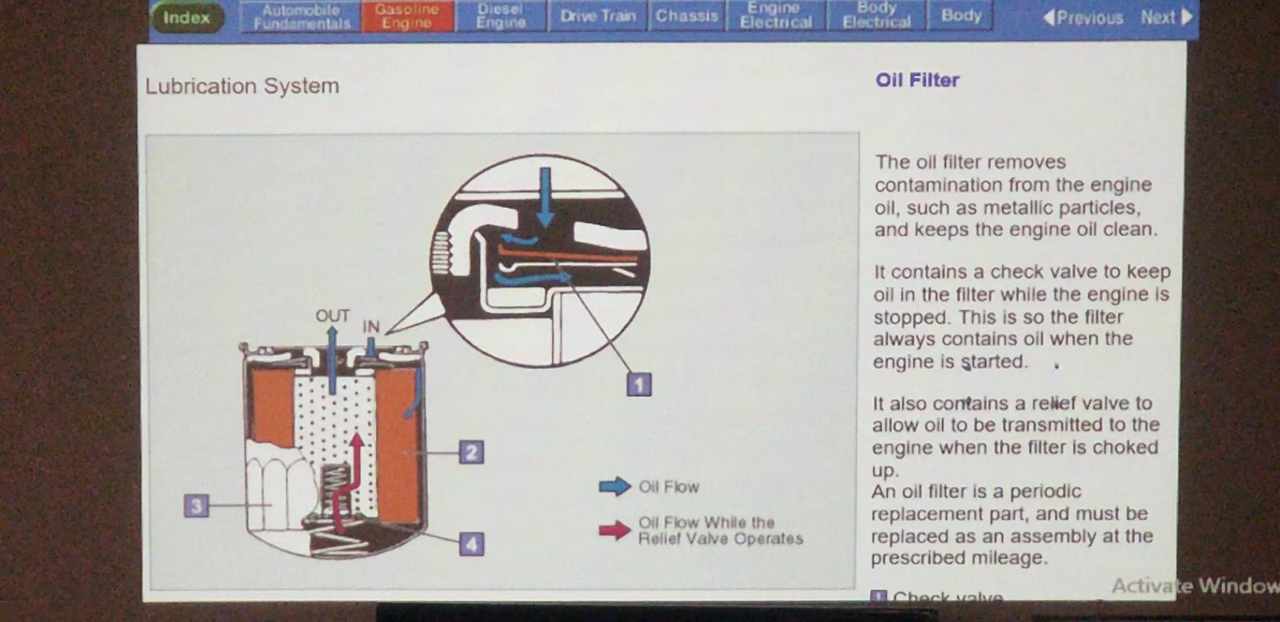 Index
Automobile
Fundamentals
Gasoline
Engine
Diesel
Engine
Drive Train
Chassis
Engine
Electrical
Body
Electrical
Body
Previous Next
Lubrication System
OUT
IN
1
2
3
4
Oil Flow
Oil Flow While the
Relief Valve Operates
Oil Filter
The oil filter removes
contamination from the engine
oil, such as metallic particles,
and keeps the engine oil clean.
It contains a check valve to keep
oil in the filter while the engine is
stopped. This is so the filter
always contains oil when the
engine is started.
It also contains a relief valve to
allow oil to be transmitted to the
engine when the filter is choked
up.
An oil filter is a periodic
replacement part, and must be
replaced as an assembly at the
prescribed mileage.
1 Check valve
Activate Window